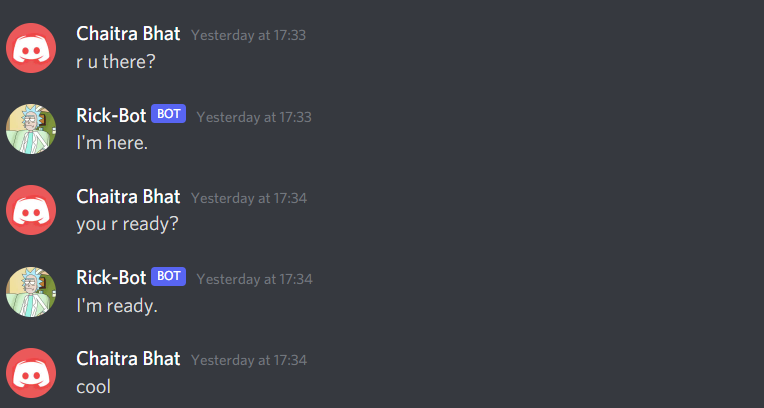 Chaitra Bhat Yesterday at 17:33
r u there?
Rick-Bot BOT Yesterday at 17:33
I'm here.
Chaitra Bhat Yesterday at 17:34
you r ready?
Rick-Bot BOT Yesterday at 17:34
I'm ready.
Chaitra Bhat Yesterday at 17:34
cool